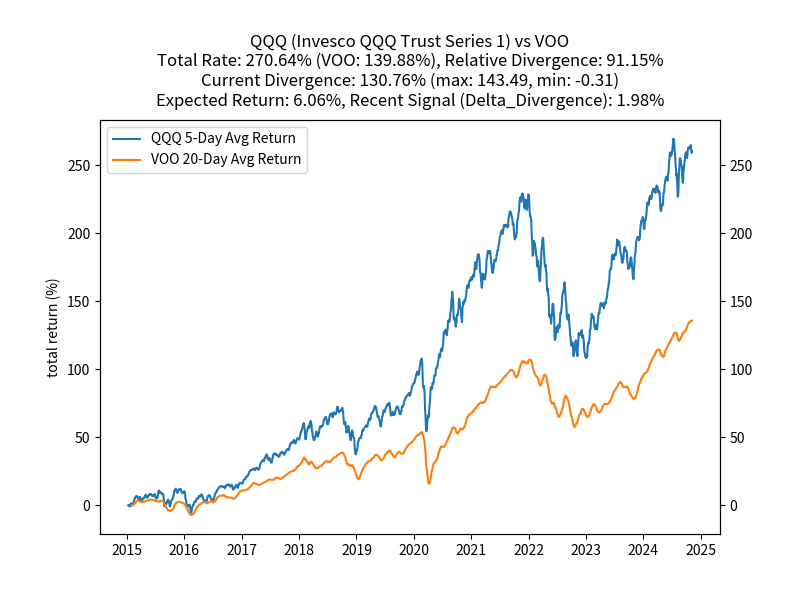 QQQ (Invesco QQQ Trust Series 1) vs VOO
Total Rate: 270.64% (VOO: 139.88%), Relative Divergence: 91.15%
Current Divergence: 130.76% (max: 143.49, min: -0.31)
Expected Return: 6.06%, Recent Signal (Delta_Divergence): 1.98%
QQQ 5-Day Avg Return
VOO 20-Day Avg Return
total return (%)
250 250
200 200
150 150
100 100
50 50
0 0
2015 2016 2017 2018 2019 2020 2021 2022 2023 2024 2025